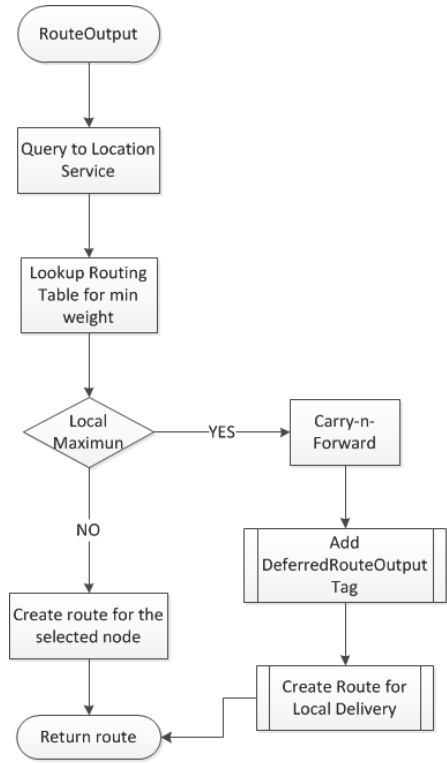 RouteOutput
Query to Location
Service
Lookup Routing
Table for min
weight
Local
Maximun
YES
Carry-n-
Forward
NO
Add
DeferredRouteOutput
Tag
Create route for the
selected node
Create Route for
Local Delivery
Return route